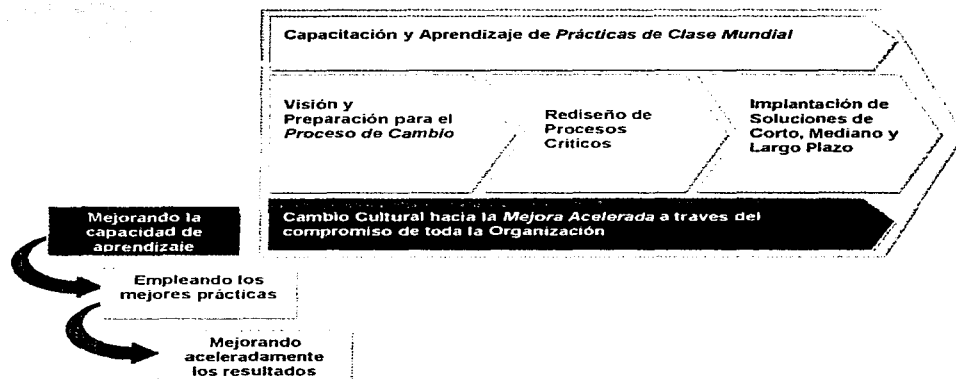 Capacitación y Aprendizaje de Prácticas de Clase Mundial
Visión y
Preparación para el
Proceso de Cambio
Rediseño de
Procesos
Criticos
Implantación de
Soluciones de
Corto, Mediano y
Largo Plazo
Cambio Cultural hacia la Mejora Acelerada a traves del
compromiso de toda la Organización
Mejorando la
capacidad de
aprendizaje
Empleando los
mejores prácticas
Mejorando
aceleradamente
los resultados